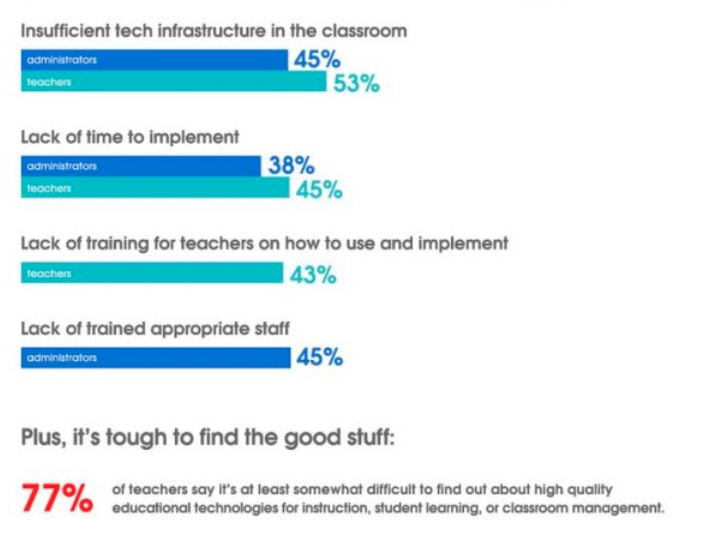 Insufficient tech infrastructure in the classroom
administrators 45%
teachers 53%
Lack of time to implement
administrators 38%
teachers 45%
Lack of training for teachers on how to use and implement
teachers 43%
Lack of trained appropriate staff
administrators 45%
Plus, it's tough to find the good stuff:
77% of teachers say it's at least somewhat difficult to find out about high quality
educational technologies for instruction, student learning, or classroom management.